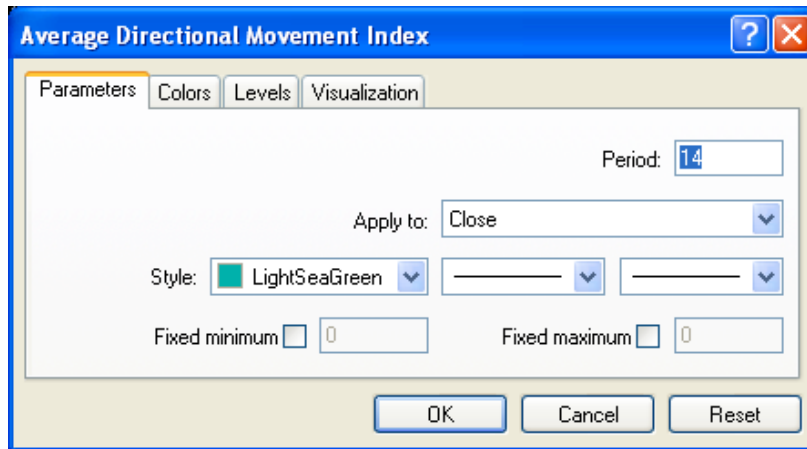 Average Directional Movement Index
Parameters Colors Levels Visualization
Period: 14
Apply to: Close
Style: LightSeaGreen
Fixed minimum 0 Fixed maximum 0
OK Cancel Reset